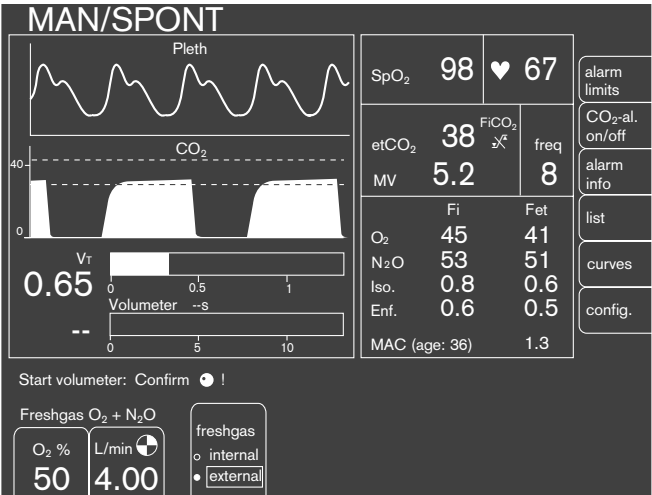 MAN/SPONT
Pleth
CO₂
40
0
VT
0.65
0 0.5 1
Volumeter --s
--
0 5 10
SpO₂ 98 ♥ 67
etCO₂ 38 FiCO₂
freq
MV 5.2 8
Fi Fet
O₂ 45 41
N₂O 53 51
Iso. 0.8 0.6
Enf. 0.6 0.5
MAC (age: 36) 1.3
alarm
limits
CO₂-al.
on/off
alarm
info
list
curves
config.
Start volumeter: Confirm !
Freshgas O₂ + N₂O
O₂ % L/min
50 4.00
freshgas
internal
external